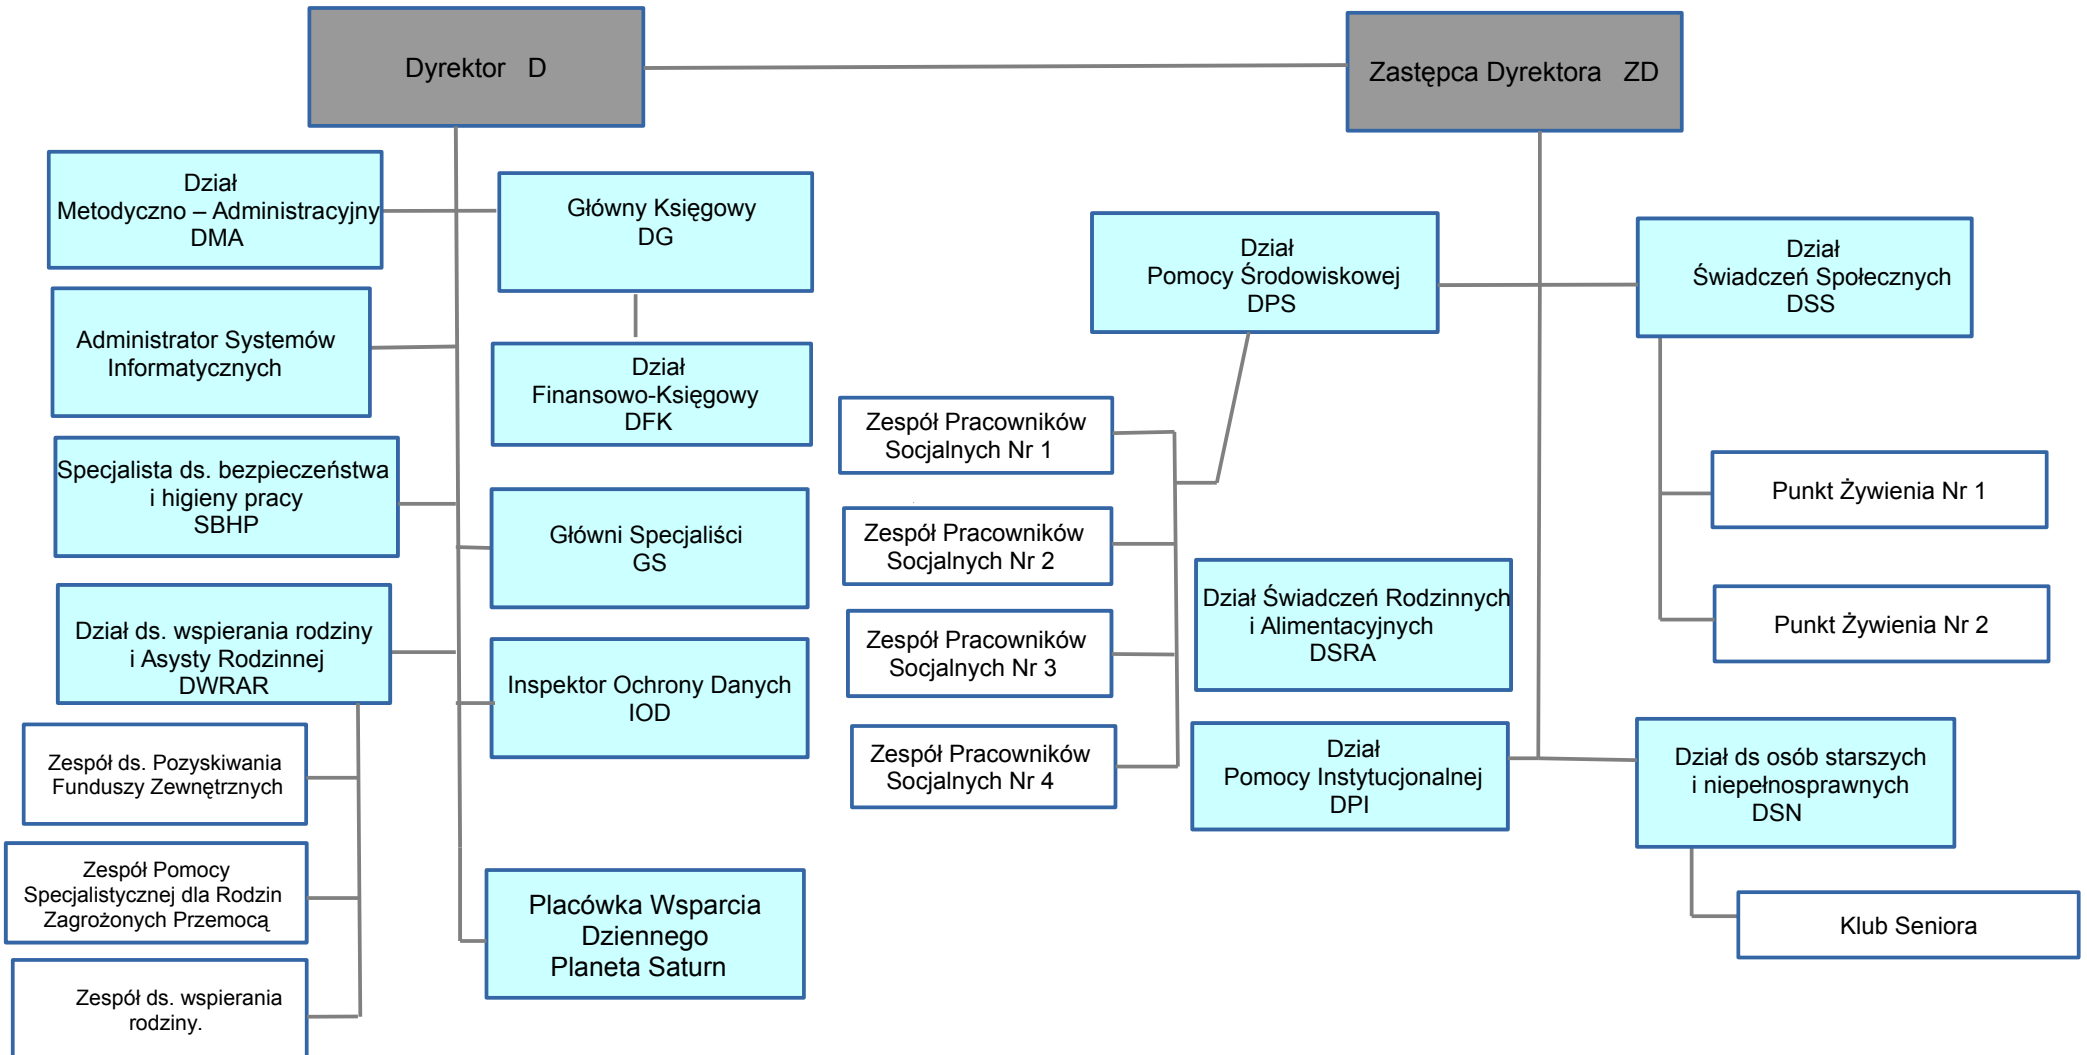 Dyrektor D
Zastępca Dyrektora ZD
Dział
Metodyczno – Administracyjny
DMA
Główny Księgowy
DG
Dział
Pomocy Środowiskowej
DPS
Dział
Świadczeń Społecznych
DSS
Administrator Systemów
Informatycznych
Dział
Finansowo-Księgowy
DFK
Zespół Pracowników
Socjalnych Nr 1
Specjalista ds. bezpieczeństwa
i higieny pracy
SBHP
Punkt Żywienia Nr 1
Główni Specjaliści
GS
Zespół Pracowników
Socjalnych Nr 2
Dział Świadczeń Rodzinnych
i Alimentacyjnych
DSRA
Punkt Żywienia Nr 2
Dział ds. wspierania rodziny
i Asysty Rodzinnej
DWRAR
Zespół Pracowników
Socjalnych Nr 3
Inspektor Ochrony Danych
IOD
Zespół ds. Pozyskiwania
Funduszy Zewnętrznych
Zespół Pracowników
Socjalnych Nr 4
Dział
Pomocy Instytucjonalnej
DPI
Dział ds osób starszych
i niepełnosprawnych
DSN
Zespół Pomocy
Specjalistycznej dla Rodzin
Zagrożonych Przemocą
Placówka Wsparcia
Dziennego
Planeta Saturn
Klub Seniora
Zespół ds. wspierania
rodziny.